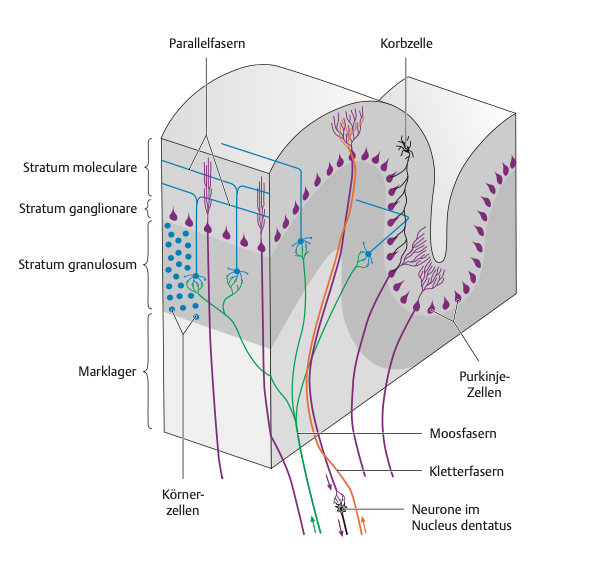 Parallelfasern
Korbzelle
Stratum moleculare
Stratum ganglionare
Stratum granulosum
Marklager
Purkinje-
Zellen
Moosfasern
Kletterfasern
Körner-
zellen
Neurone im
Nucleus dentatus